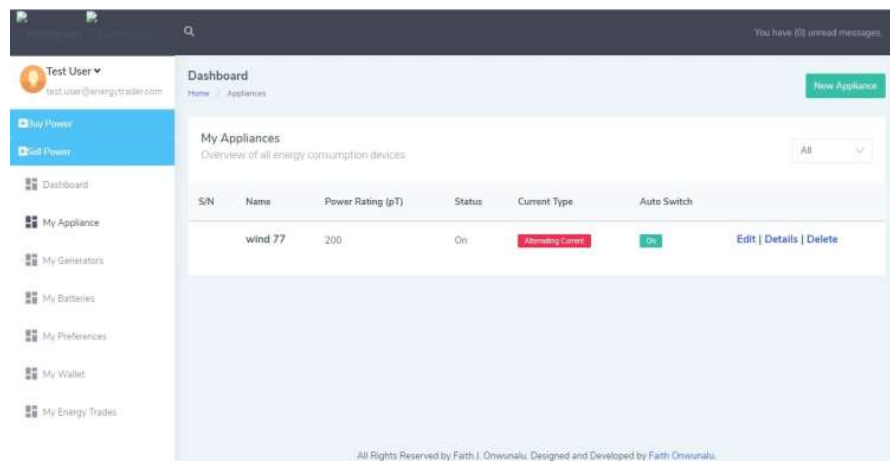 You have (0) unread messages.
Test User
test.user@energytrader.com
Buy Power
Sell Power
Dashboard
My Appliance
My Generators
My Batteries
My Preferences
My Wallet
My Energy Trades
Dashboard
Home / Appliances
New Appliance
My Appliances
Overview of all energy consumption devices
All
S/N Name Power Rating (pT) Status Current Type Auto Switch
wind 77 200 On Alternating Current On Edit | Details | Delete
All Rights Reserved by Faith J. Onwunalu. Designed and Developed by Faith Onwunalu.